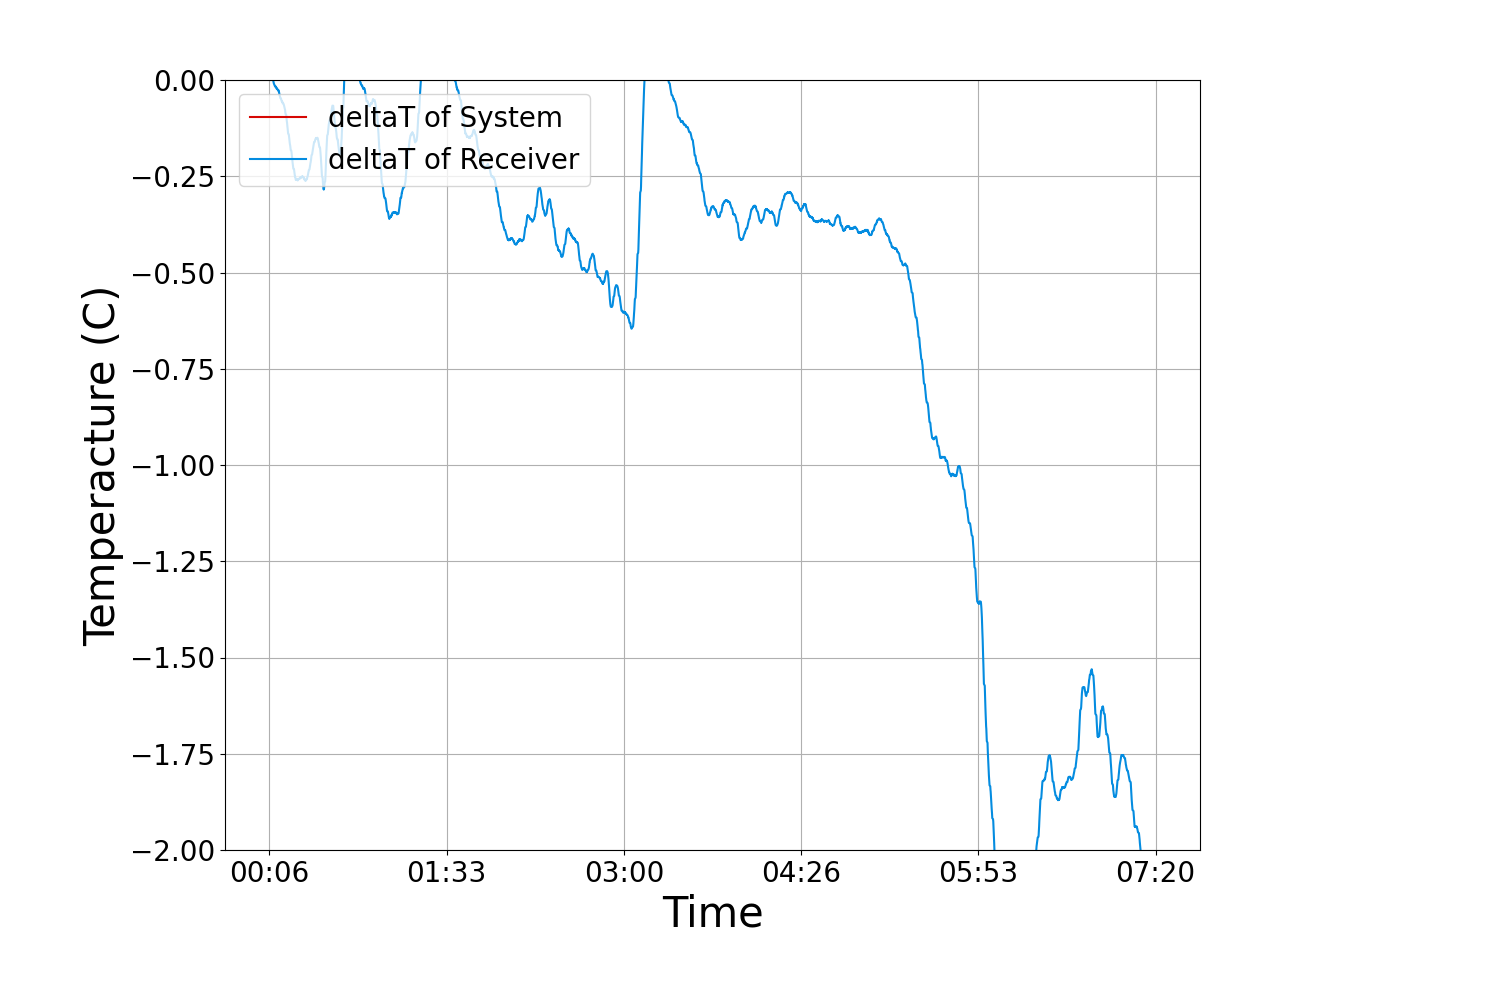 0.00
−0.25
−0.50
−0.75
−1.00
−1.25
−1.50
−1.75
−2.00
Temperacture (C)
deltaT of System
deltaT of Receiver
00:06 01:33 03:00 04:26 05:53 07:20
Time